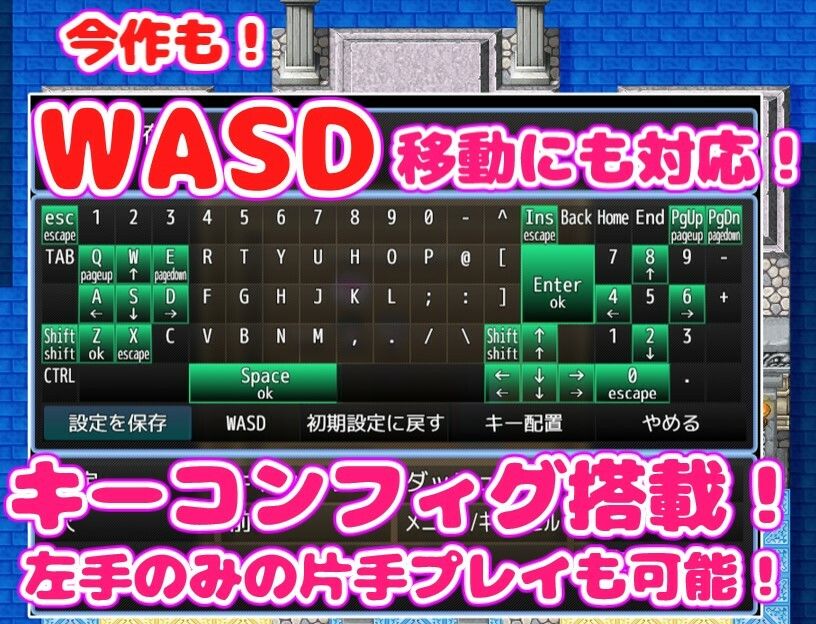 今作も！
WASD移動にも対応！
esc 1 2 3 4 5 6 7 8 9 0 - ^ Ins Back Home End PgUp PgDn
escape escape pageup pagedown
TAB Q W E R T Y U O P @ [ Enter 7 8 9 -
pageup ↑ pagedown ok ↑
A S D F G H J K L ; : ] 4 5 6 +
← ↓ → ← →
Shift Z X C V B N M , . / \ Shift ↑ 1 2 3
shift ok escape shift ↑ ↓
CTRL Space ← ↓ → 0 .
ok ← ↓ → escape
設定を保存 WASD 初期設定に戻す キー配置 やめる
キーコンフィグ搭載！
左手のみの片手プレイも可能！